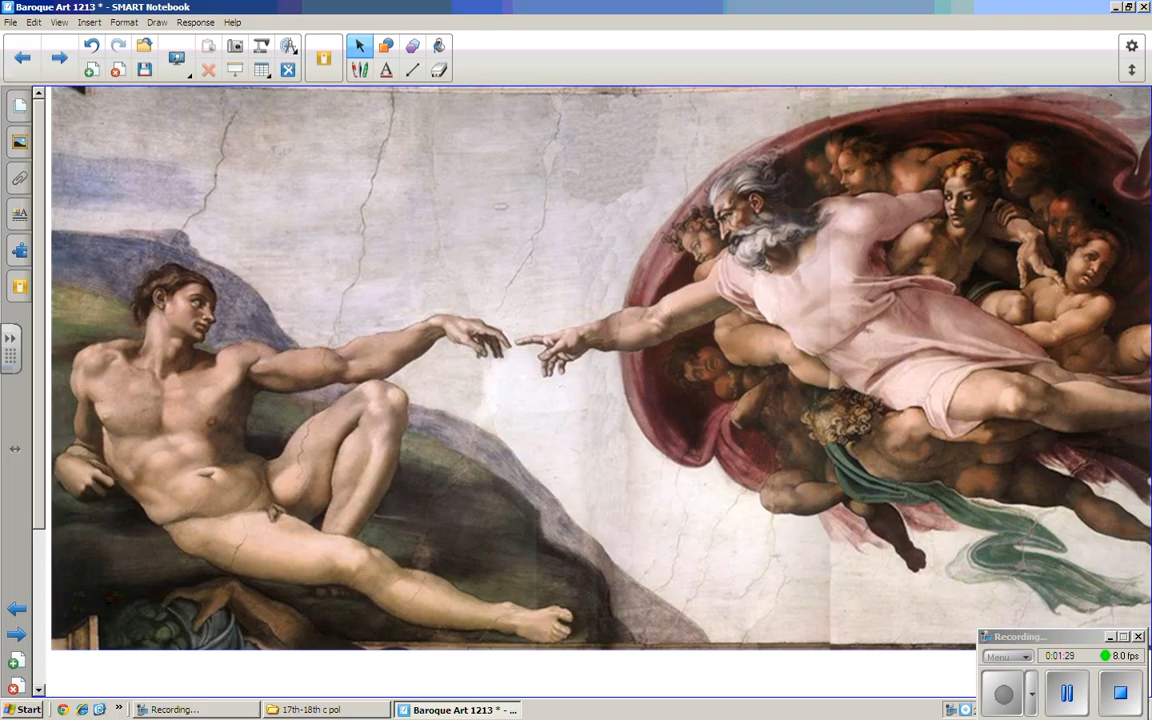 Baroque Art 1213 * - SMART Notebook
File Edit View Insert Format Draw Response Help
A
A
Recording...
Menu 0:01:29 8.0 fps
Start » Recording... 17th-18th c pol Baroque Art 1213 * - ...